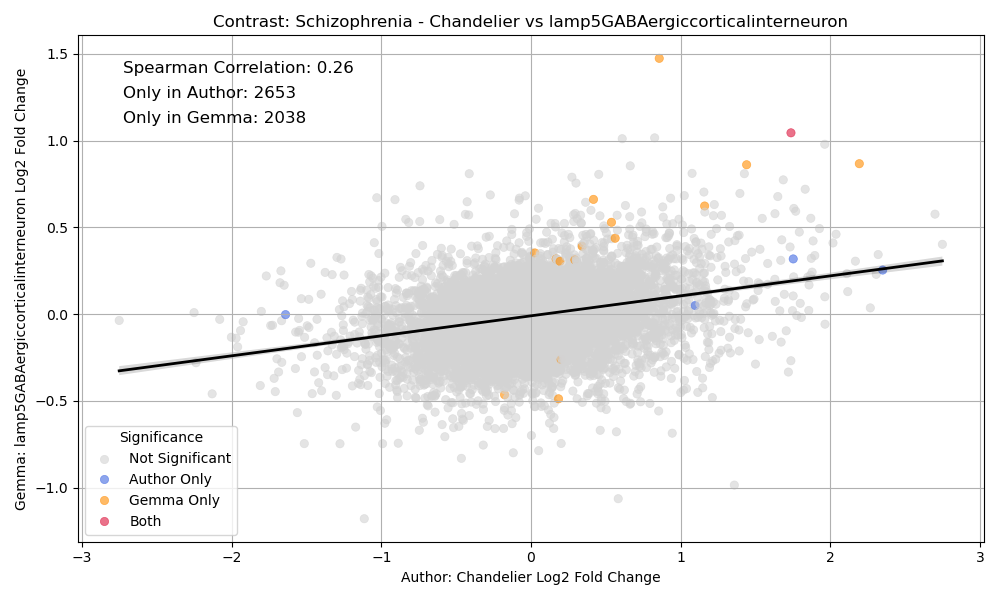 Contrast: Schizophrenia - Chandelier vs lamp5GABAergiccorticalinterneuron
Gemma: lamp5GABAergiccorticalinterneuron Log2 Fold Change
1.5
1.0
0.5
0.0
−0.5
−1.0
Spearman Correlation: 0.26
Only in Author: 2653
Only in Gemma: 2038
Significance
Not Significant
Author Only
Gemma Only
Both
−3
−2
−1
0
1
2
3
Author: Chandelier Log2 Fold Change